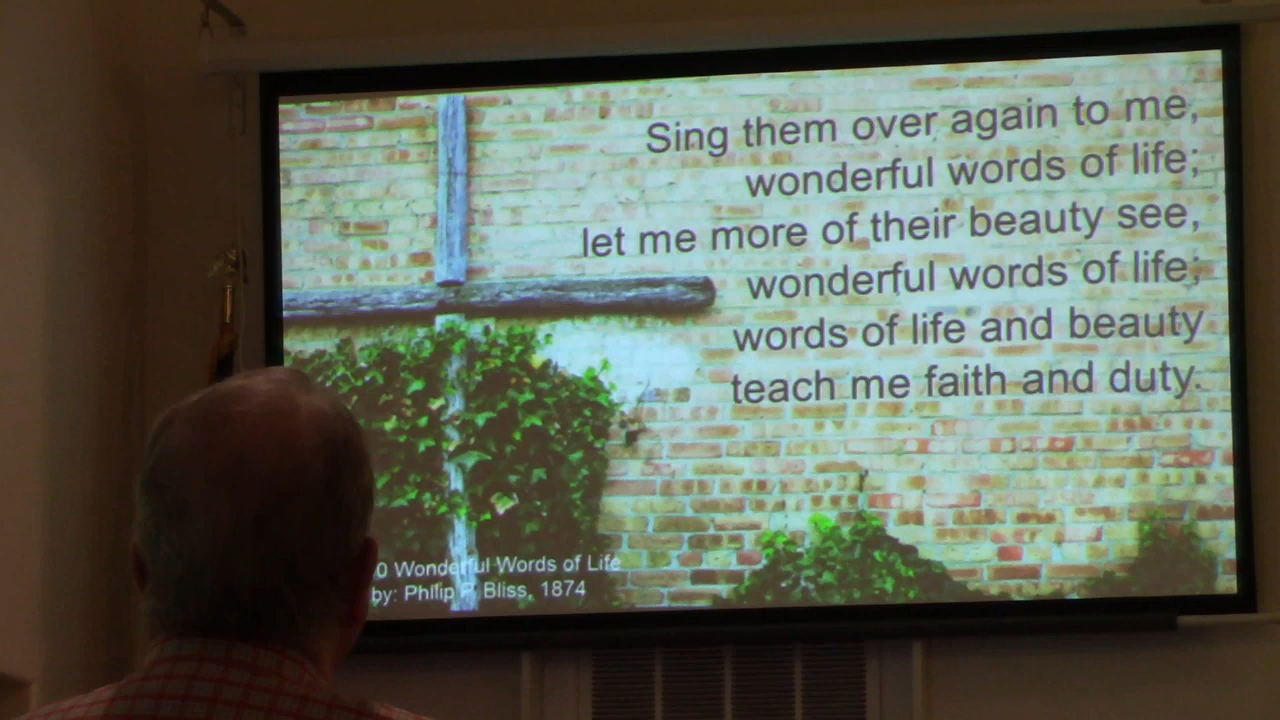 Sing them over again to me,
wonderful words of life;
let me more of their beauty see,
wonderful words of life;
words of life and beauty
teach me faith and duty.
0 Wonderful Words of Life
by: Philip P. Bliss, 1874